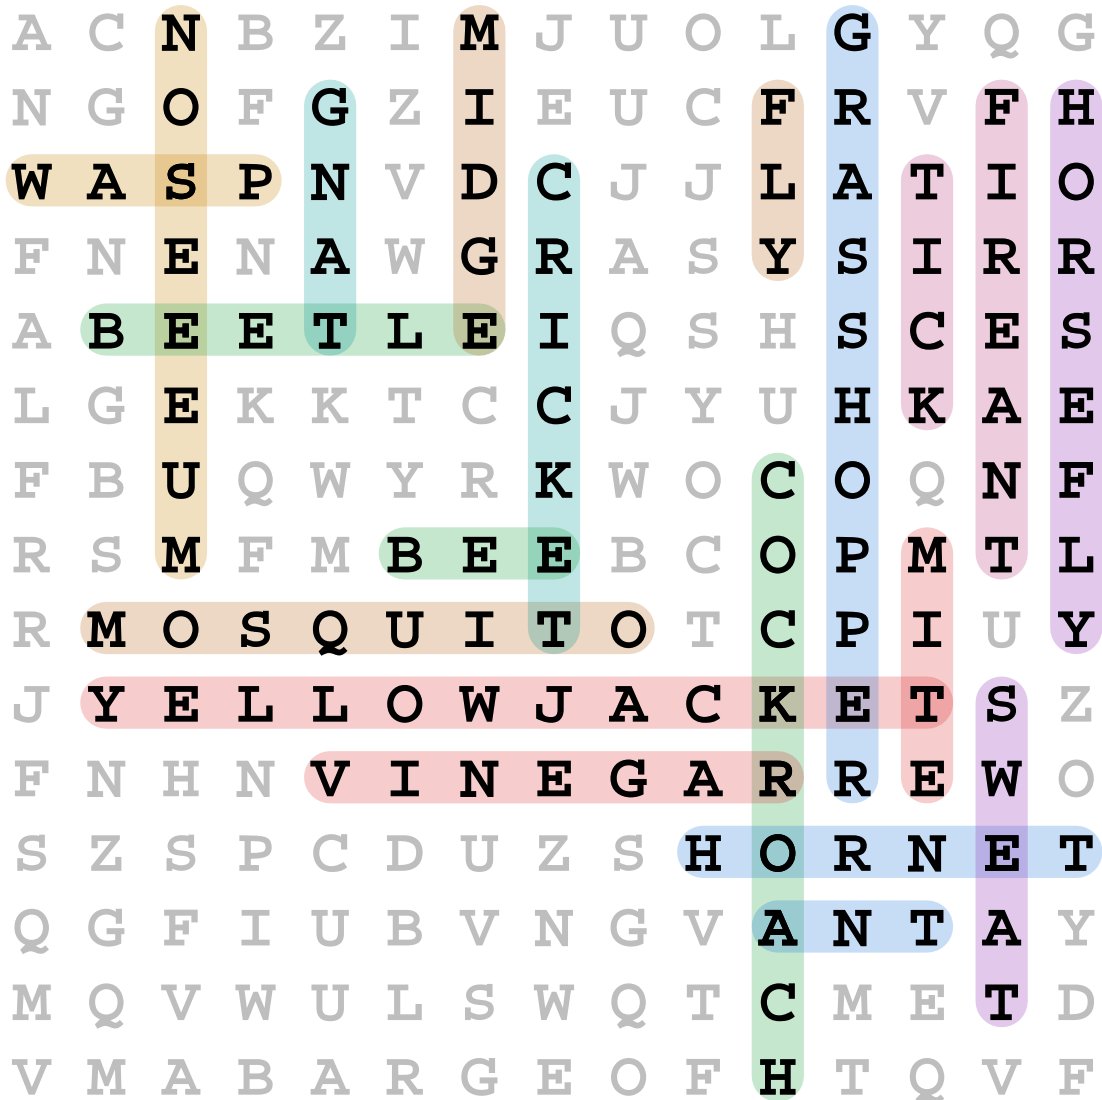 A C N B Z I M J U O L G Y Q G
N G O F G Z I E U C F R V F H
W A S P N V D C J J L A T I O
F N E N A W G R A S Y S I R R
A B E E T L E I Q S H S C E S
L G E K K T C C J Y U H K A E
F B U Q W Y R K W O C O Q N F
R S M F M B E E B C O P M T L
R M O S Q U I T O T C P I U Y
J Y E L L O W J A C K E T S Z
F N H N V I N E G A R R E W O
S Z S P C D U Z S H O R N E T
Q G F I U B V N G V A N T A Y
M Q V W U L S W Q T C M E T D
V M A B A R G E O F H T Q V F